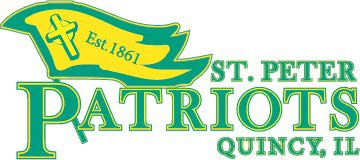 Est. 1861
ST. PETER
PATRIOTS
QUINCY, IL